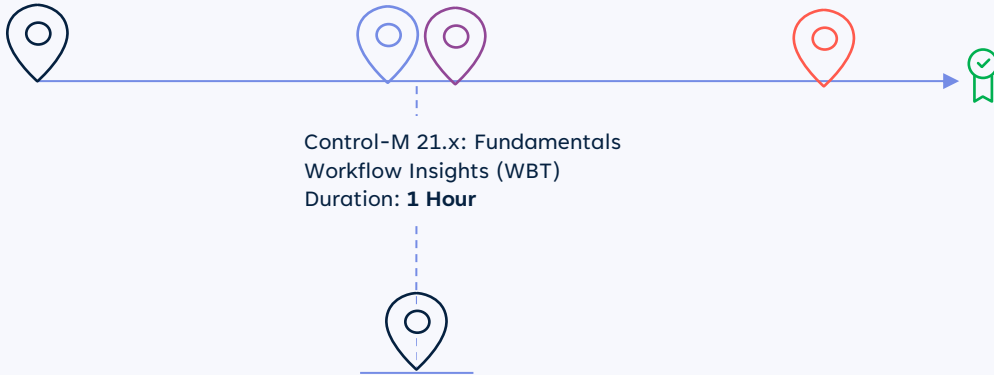 Control-M 21.x: Fundamentals
Workflow Insights (WBT)
Duration: 1 Hour